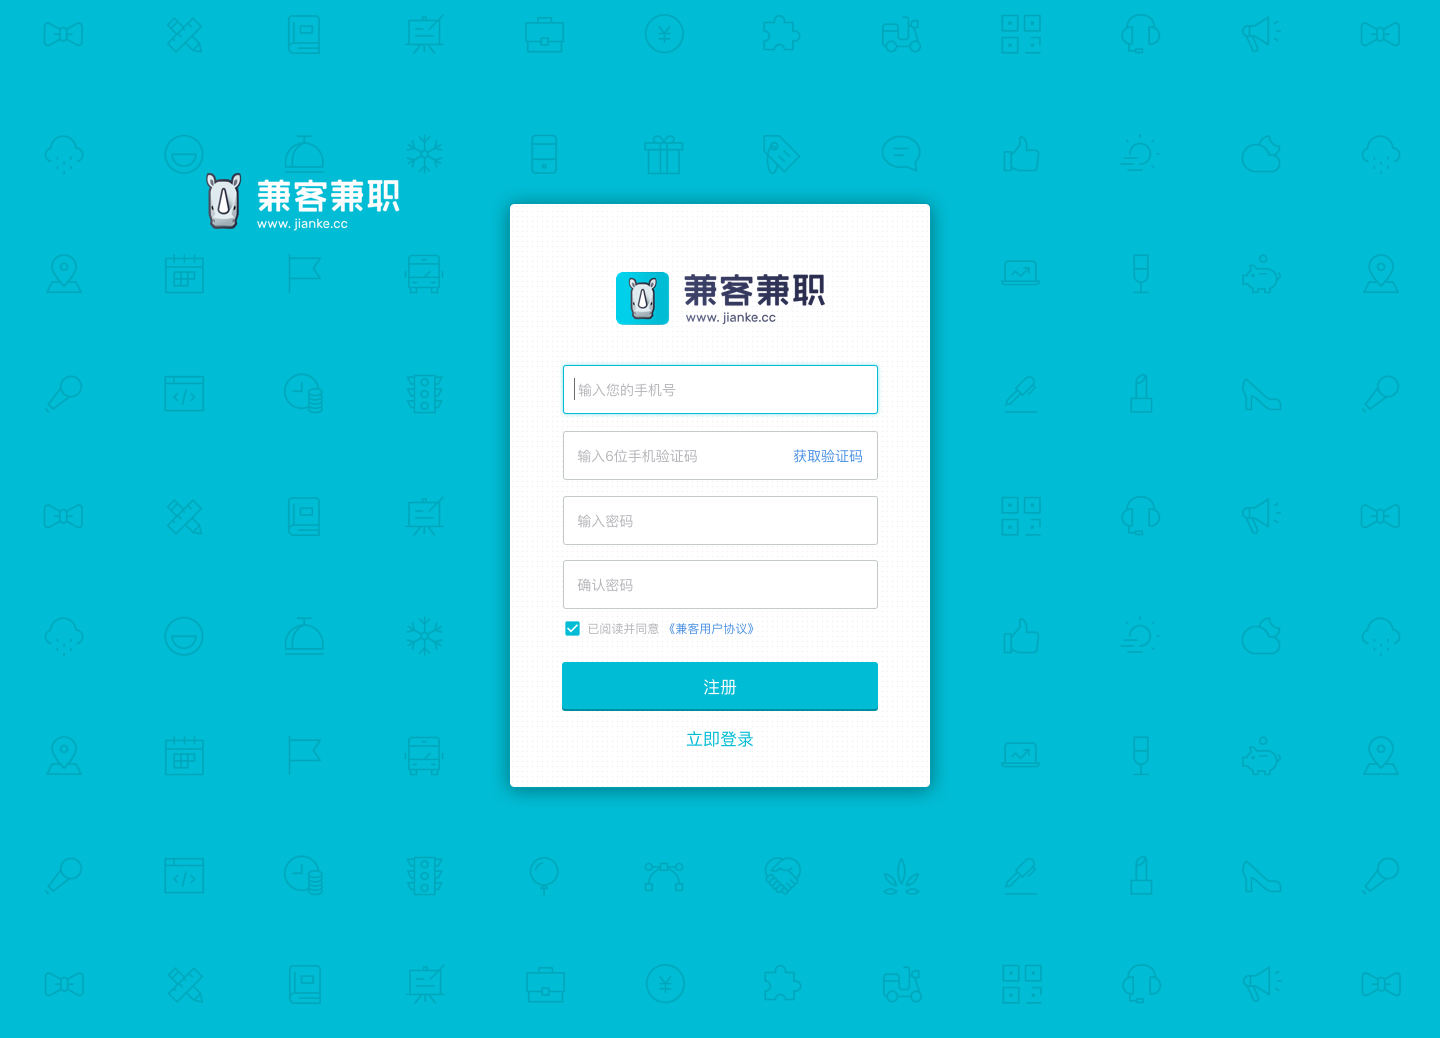 兼客兼职
www. jianke.cc
兼客兼职
www. jianke.cc
输入您的手机号
输入6位手机验证码 获取验证码
输入密码
确认密码
已阅读并同意 《兼客用户协议》
注册
立即登录